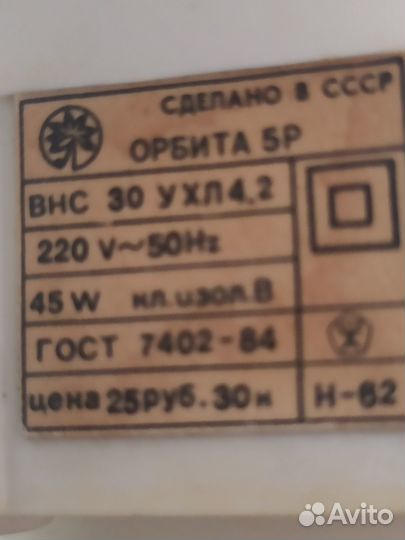 СДЕЛАНО В СССР
ОРБИТА 5Р
ВНС 30 УХЛ4,2
220 V~50Hz
45W кл.изол.В
ГОСТ 7402-84
цена 25руб.30к Н-62
Avito